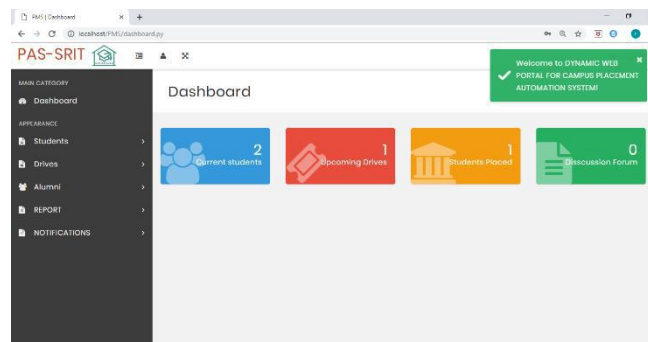 PMS | Dashboard
localhost/PMS/dashboard.py
PAS-SRIT
Welcome to DYNAMIC WEB
PORTAL FOR CAMPUS PLACEMENT
AUTOMATION SYSTEM!
MAIN CATEGORY
Dashboard
APPEARANCE
Students
Drives
Alumni
REPORT
NOTIFICATIONS
Dashboard
2
Current students
1
Upcoming Drives
1
Students Placed
0
Disscussion Forum